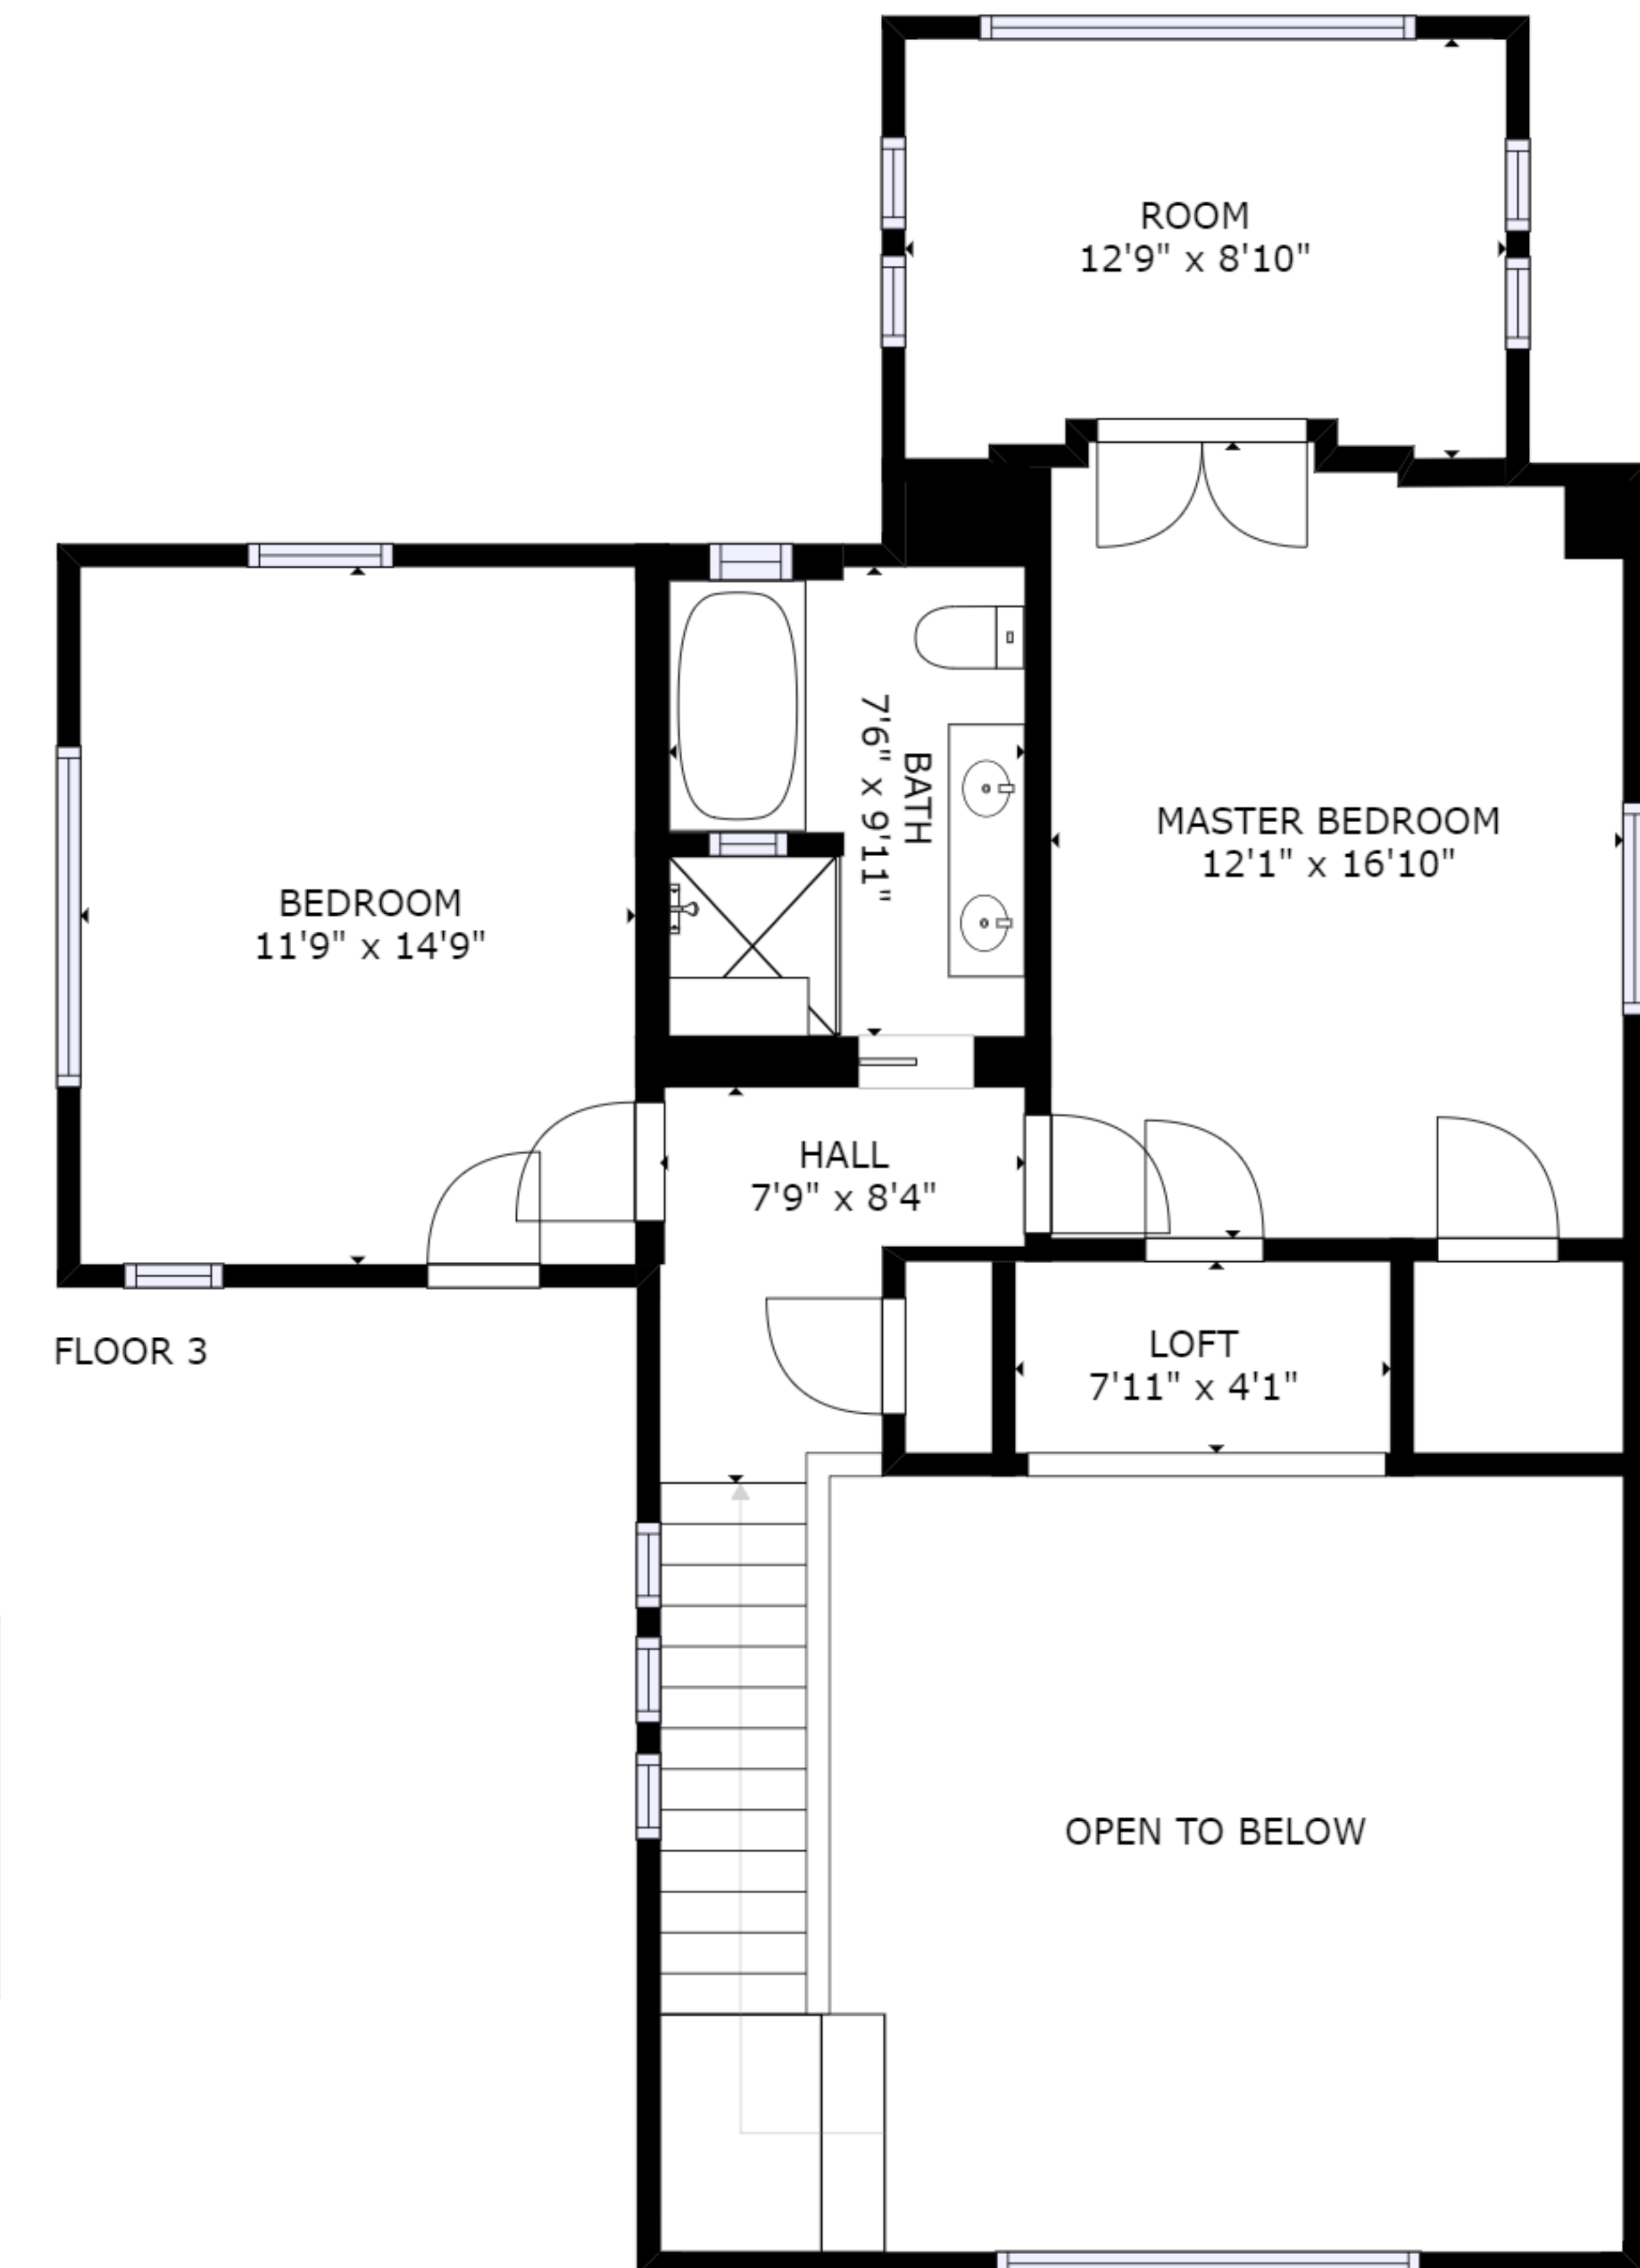 ROOM
12'9" x 8'10"
BATH
7'6" x 9'11"
MASTER BEDROOM
12'1" x 16'10"
BEDROOM
11'9" x 14'9"
HALL
7'9" x 8'4"
FLOOR 3
LOFT
7'11" x 4'1"
OPEN TO BELOW